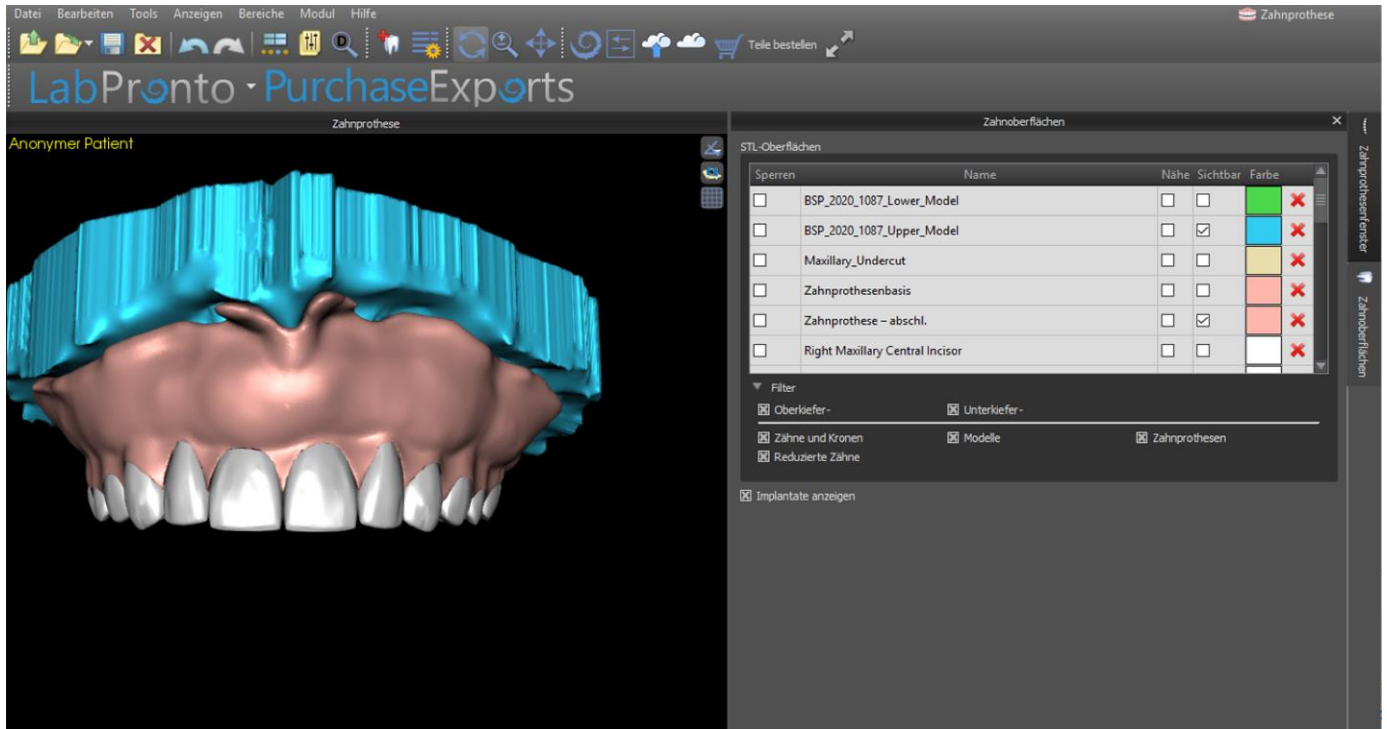 Datei Bearbeiten Tools Anzeigen Bereiche Modul Hilfe Zahnprothese
D Teile bestellen
LabPronto - PurchaseExports
Zahnprothese
Zahnoberflächen
Anonymer Patient
STL-Oberflächen
Sperren Name Nähe Sichtbar Farbe
BSP_2020_1087_Lower_Model
BSP_2020_1087_Upper_Model
Maxillary_Undercut
Zahnprothesenbasis
Zahnprothese – abschl.
Right Maxillary Central Incisor
Filter
Oberkiefer- Unterkiefer-
Zähne und Kronen Modelle Zahnprothesen
Reduzierte Zähne
Implantate anzeigen
Zahnprothesenfenster
Zahnoberflächen